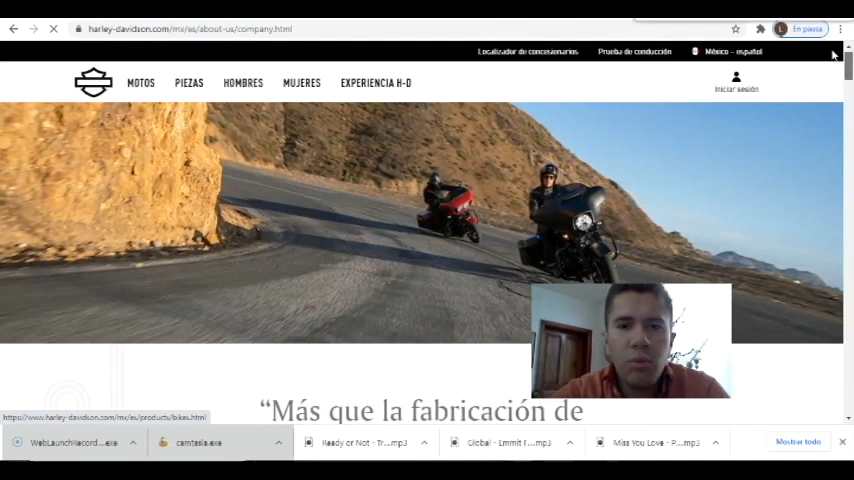 harley-davidson.com/mx/es/about-us/company.html
L En pausa
Localizador de concesionarios Prueba de conducción México – español
MOTOS PIEZAS HOMBRES MUJERES EXPERIENCIA H-D
Iniciar sesión
“Más que la fabricación de
https://www.harley-davidson.com/mx/es/products/bikes.html
WebLaunchRecord....exe camtasia.exe Ready or Not - Tr....mp3 Global - Emmit F....mp3 Miss You Love - P....mp3 Mostrar todo